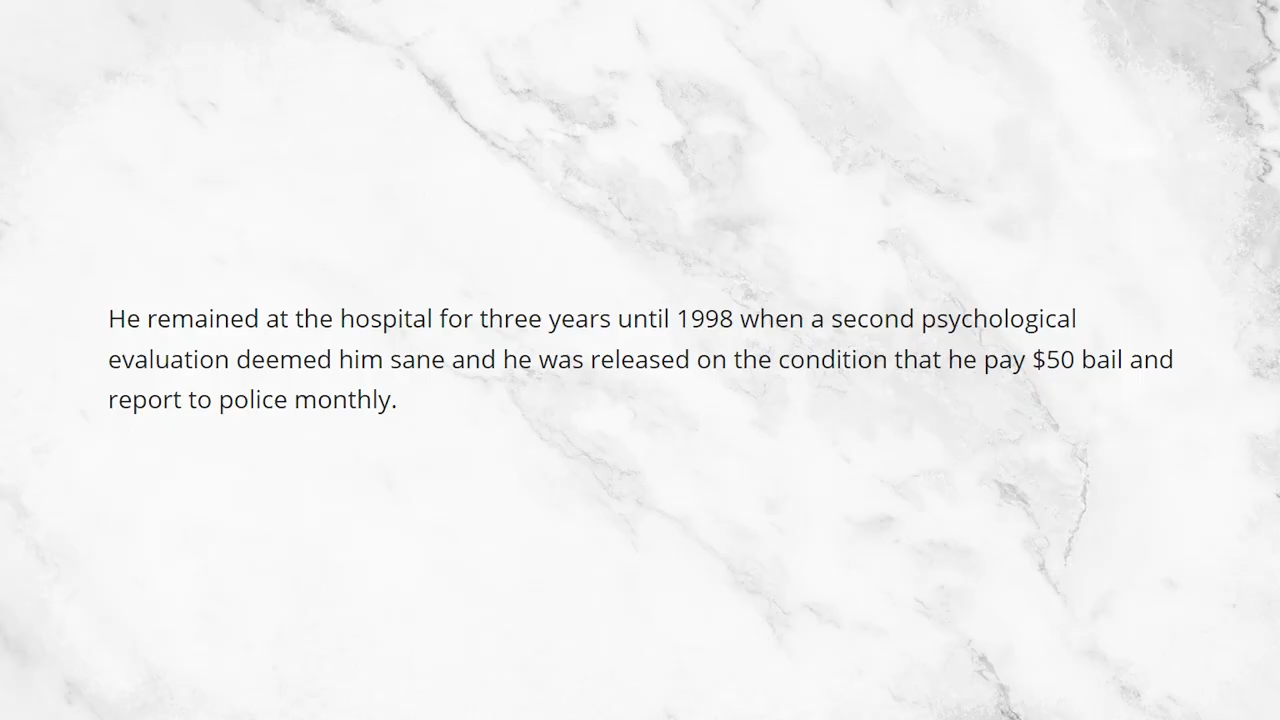 He remained at the hospital for three years until 1998 when a second psychological
evaluation deemed him sane and he was released on the condition that he pay $50 bail and
report to police monthly.